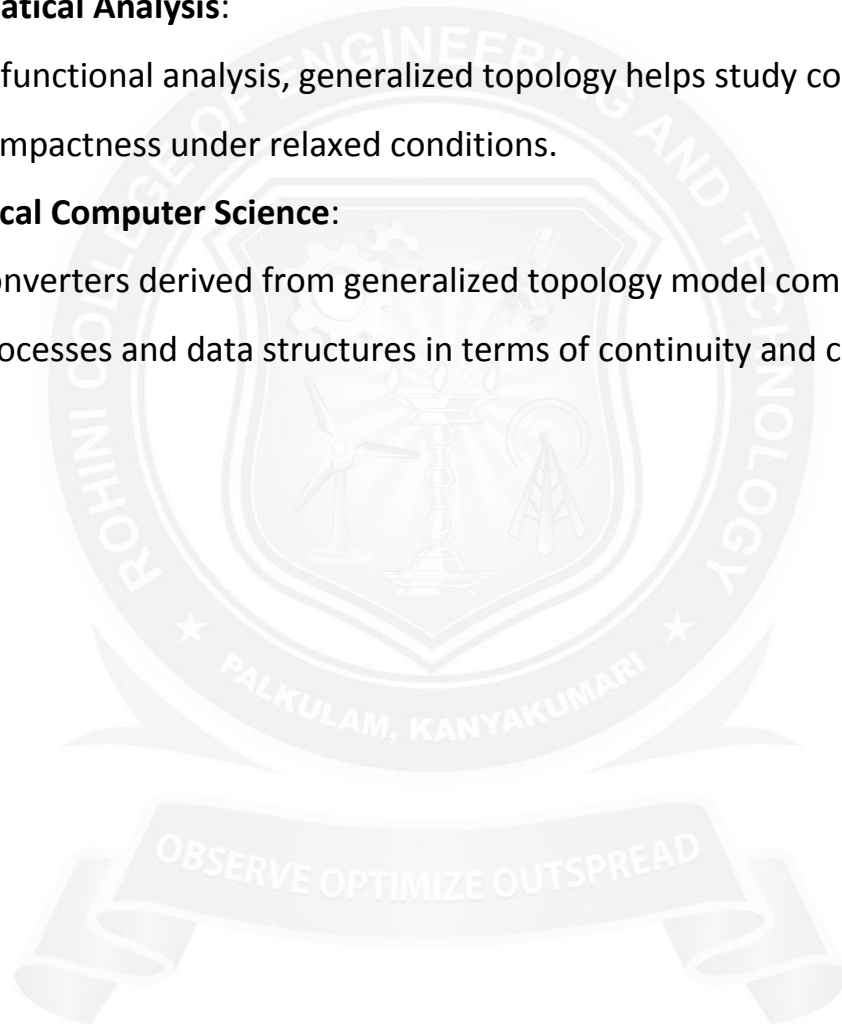 atical Analysis:
functional analysis, generalized topology helps study co
mpactness under relaxed conditions.
cal Computer Science:
nverters derived from generalized topology model com
ocesses and data structures in terms of continuity and c
ROHINI COLLEGE OF ENGINEERING AND TECHNOLOGY
PALKULAM, KANYAKUMARI
OBSERVE OPTIMIZE OUTSPREAD